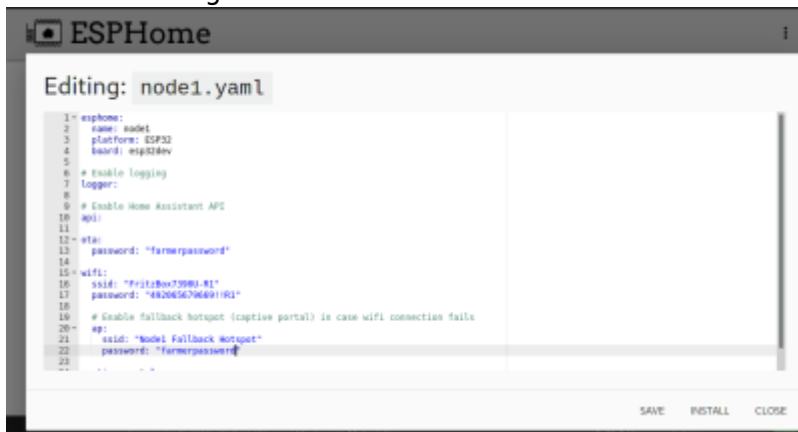 ESPHome
Editing: node1.yaml
1 esphome:
2 name: node1
3 platform: ESP32
4 board: esp32dev
5
6 # Enable logging
7 logger:
8
9 # Enable Home Assistant API
10 api:
11
12 ota:
13 password: "farmerpassword"
14
15 wifi:
16 ssid:
17 password:
18
19 # Enable fallback hotspot (captive portal) in case wifi connection fails
20 ap:
21 ssid: "Node1 Fallback Hotspot"
22 password: "farmerpassword"
23
SAVE INSTALL CLOSE